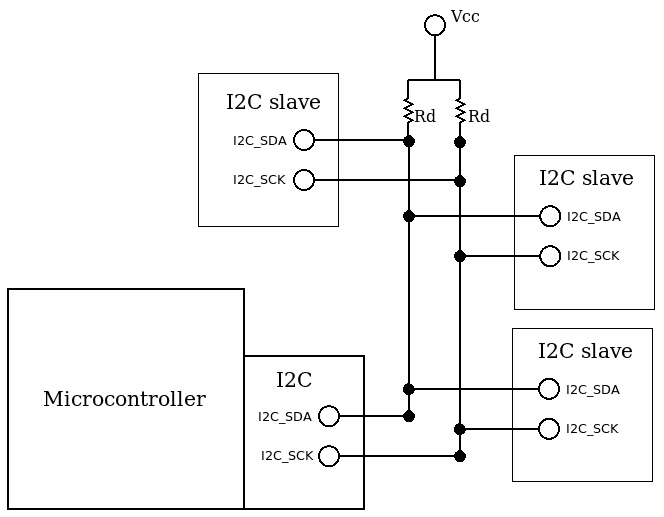 Vcc
I2C slave
Rd
Rd
I2C_SDA
I2C_SCK
I2C slave
I2C_SDA
I2C_SCK
I2C slave
I2C_SDA
I2C_SCK
Microcontroller
I2C
I2C_SDA
I2C_SCK